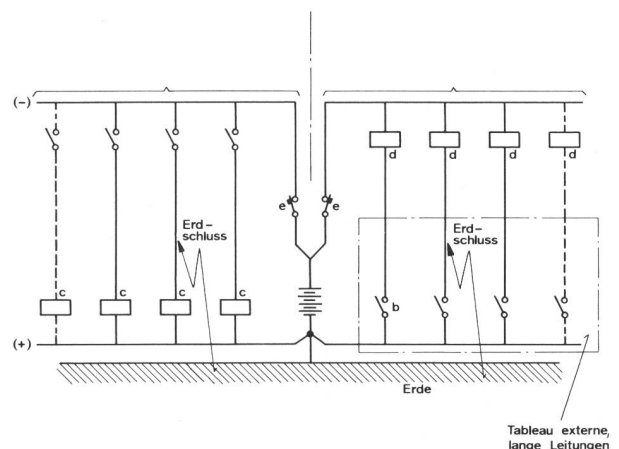 (-)
d
d
d
d
e
e
Erd-
schluss
Erd-
schluss
c
c
c
c
b
(+)
Erde
Tableau externe,
lange Leitungen